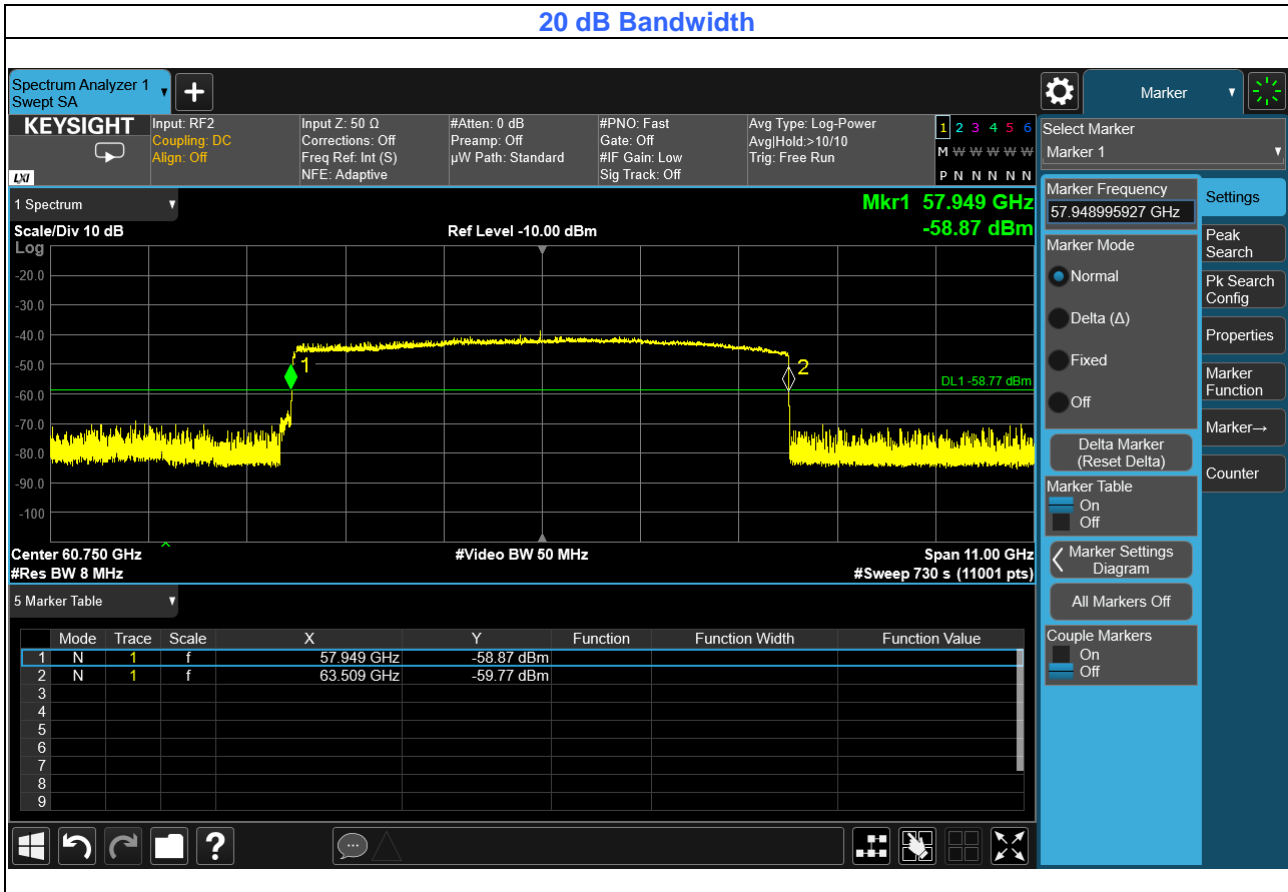 20 dB Bandwidth
Spectrum Analyzer 1
Swept SA
Marker
KEYSIGHT
LXI
Input: RF2
Coupling: DC
Align: Off
Input Z: 50 Ω
Corrections: Off
Freq Ref: Int (S)
NFE: Adaptive
#Atten: 0 dB
Preamp: Off
µW Path: Standard
#PNO: Fast
Gate: Off
#IF Gain: Low
Sig Track: Off
Avg Type: Log-Power
Avg|Hold:>10/10
Trig: Free Run
1 2 3 4 5 6
M W W W W W
P N N N N N
Select Marker
Marker 1
1 Spectrum
Mkr1 57.949 GHz
-58.87 dBm
Scale/Div 10 dB
Ref Level -10.00 dBm
Log
-20.0
-30.0
-40.0
-50.0
-60.0
-70.0
-80.0
-90.0
-100
1
2
DL1 -58.77 dBm
Center 60.750 GHz
#Video BW 50 MHz
Span 11.00 GHz
#Res BW 8 MHz
#Sweep 730 s (11001 pts)
5 Marker Table
Mode Trace Scale X Y Function Function Width Function Value
1 N 1 f 57.949 GHz -58.87 dBm
2 N 1 f 63.509 GHz -59.77 dBm
3
4
5
6
7
8
9
Marker Frequency
57.948995927 GHz
Marker Mode
Normal
Delta (Δ)
Fixed
Off
Delta Marker
(Reset Delta)
Marker Table
On
Off
Marker Settings
Diagram
All Markers Off
Couple Markers
On
Off
Settings
Peak
Search
Pk Search
Config
Properties
Marker
Function
Marker→
Counter
?